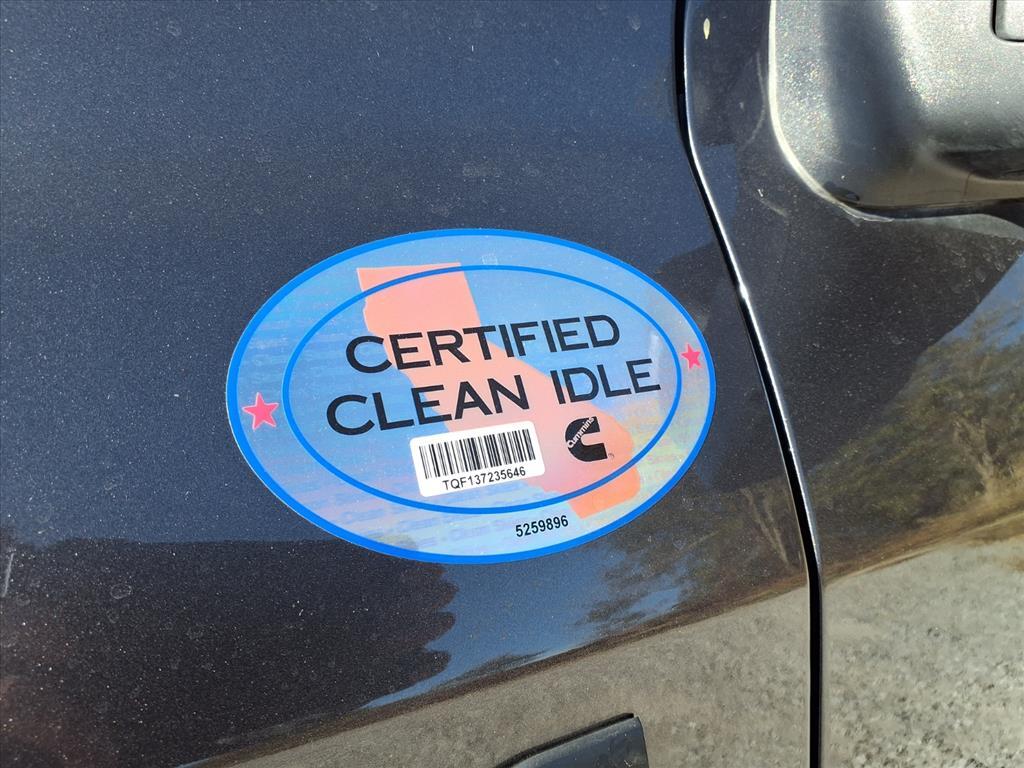 CERTIFIED
CLEAN IDLE
Cummins
TQF137235646
5259896